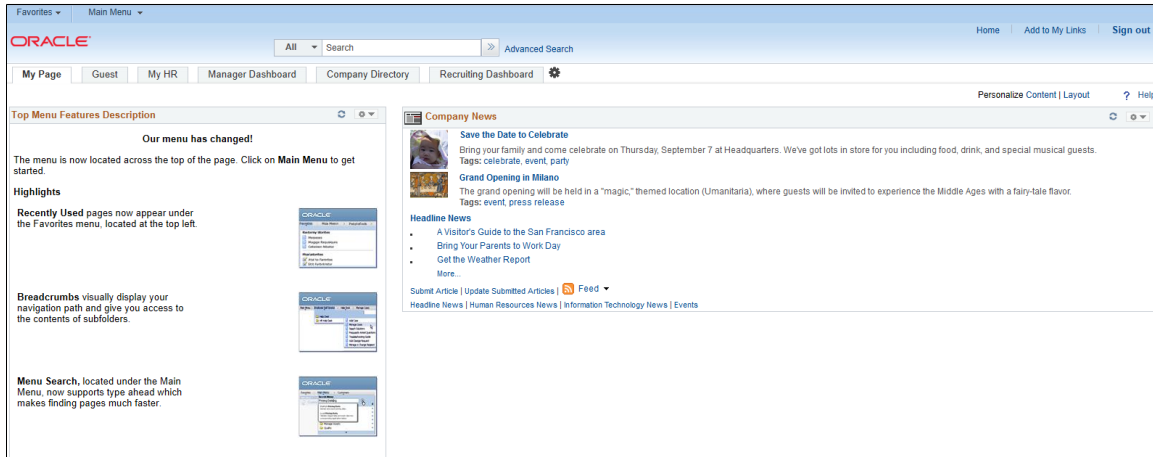 Favorites Main Menu
ORACLE
Home Add to My Links Sign out
All Search Advanced Search
My Page Guest My HR Manager Dashboard Company Directory Recruiting Dashboard
Personalize Content | Layout ? Help
Top Menu Features Description
Our menu has changed!
The menu is now located across the top of the page. Click on Main Menu to get
started.
Highlights
Recently Used pages now appear under
the Favorites menu, located at the top left.
ORACLE
Breadcrumbs visually display your
navigation path and give you access to
the contents of subfolders.
ORACLE
Menu Search, located under the Main
Menu, now supports type ahead which
makes finding pages much faster.
ORACLE
Company News
Save the Date to Celebrate
Bring your family and come celebrate on Thursday, September 7 at Headquarters. We've got lots in store for you including food, drink, and special musical guests.
Tags: celebrate, event, party
Grand Opening in Milano
The grand opening will be held in a "magic," themed location (Umanitaria), where guests will be invited to experience the Middle Ages with a fairy-tale flavor.
Tags: event, press release
Headline News
A Visitor's Guide to the San Francisco area
Bring Your Parents to Work Day
Get the Weather Report
More...
Submit Article | Update Submitted Articles | Feed
Headline News | Human Resources News | Information Technology News | Events